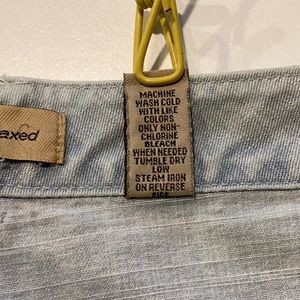 axed
MACHINE
WASH COLD
WITH LIKE
COLORS
ONLY NON-
CHLORINE
BLEACH
WHEN NEEDED
TUMBLE DRY
LOW
STEAM IRON
ON REVERSE
SIDE